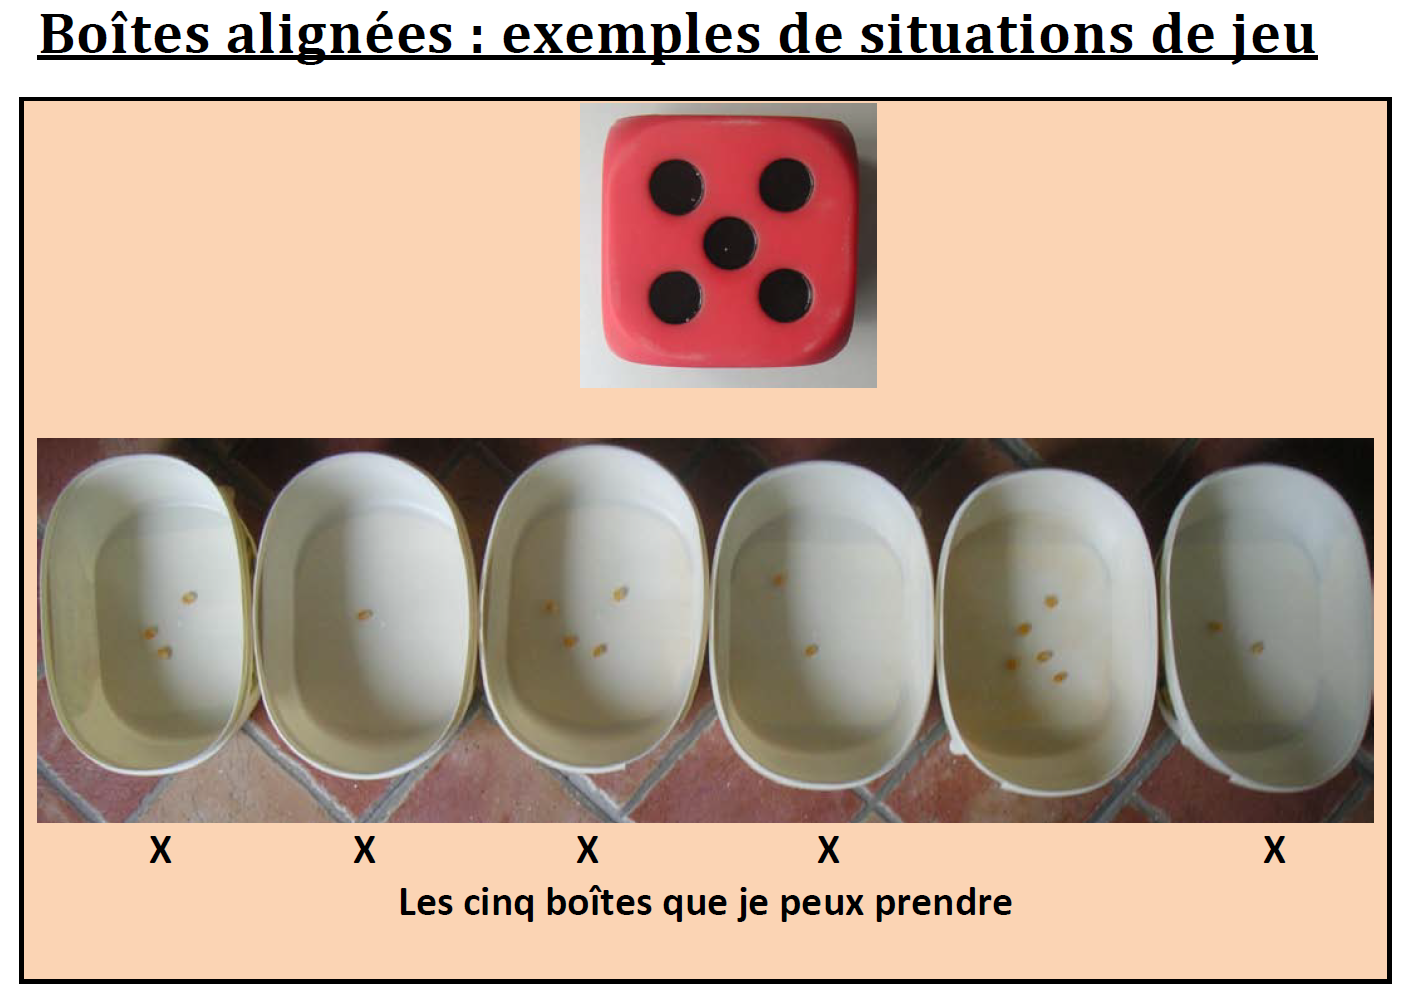 Boîtes alignées : exemples de situations de jeu
X X X X X
Les cinq boîtes que je peux prendre